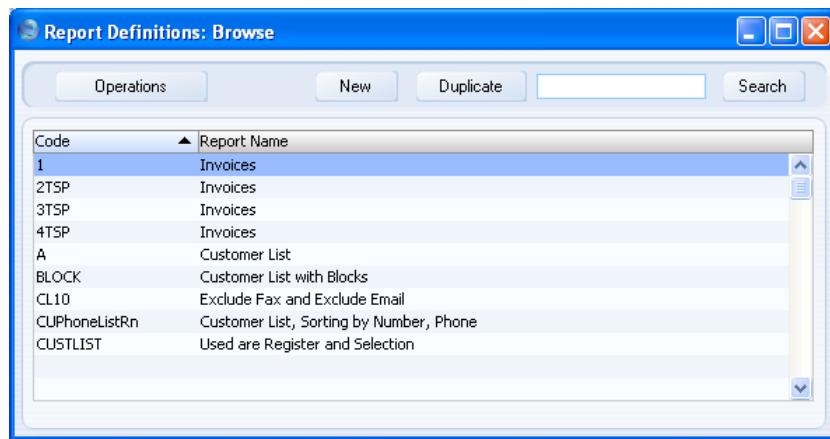 Report Definitions: Browse
Operations New Duplicate Search
Code Report Name
1 Invoices
2TSP Invoices
3TSP Invoices
4TSP Invoices
A Customer List
BLOCK Customer List with Blocks
CL10 Exclude Fax and Exclude Email
CUPhoneListRn Customer List, Sorting by Number, Phone
CUSTLIST Used are Register and Selection